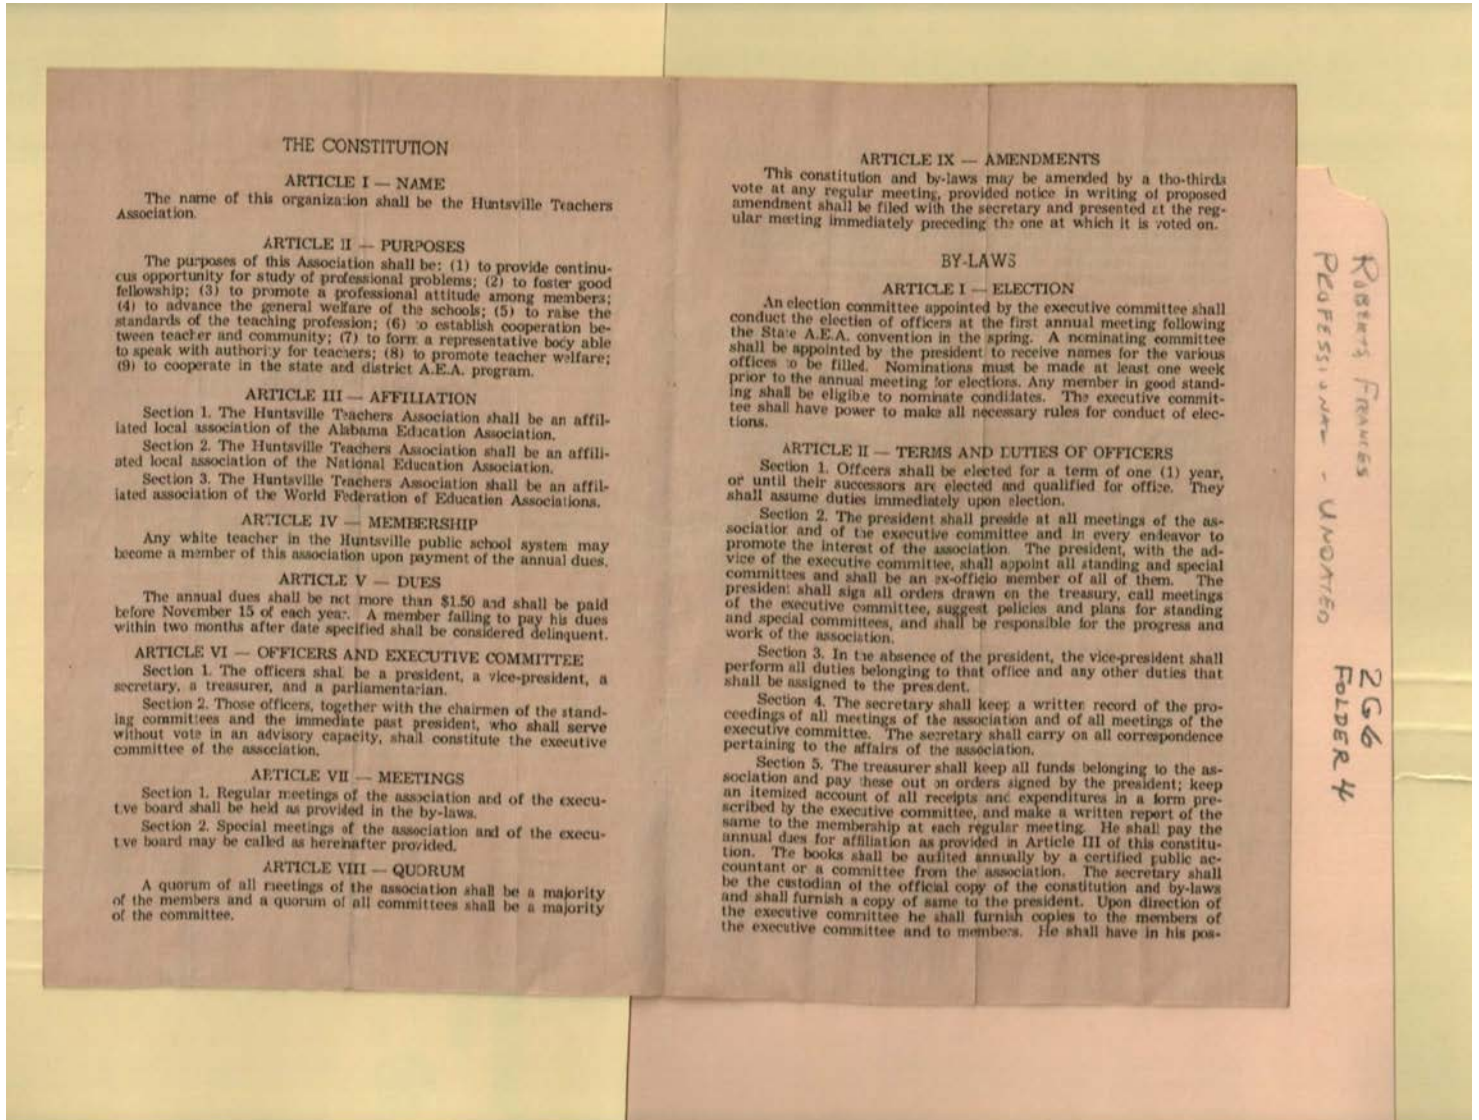 THE CONSTITUTION
ARTICLE I — NAME
The name of this organization shall be the Huntsville Teachers
Association.
ARTICLE II — PURPOSES
The purposes of this Association shall be: (1) to provide continu-
cus opportunity for study of professional problems; (2) to foster good
fellowship; (3) to promote a professional attitude among members;
(4) to advance the general welfare of the schools; (5) to raise the
standards of the teaching profession; (6) to establish cooperation be-
tween teacher and community; (7) to form a representative body able
to speak with authority for teachers; (8) to promote teacher welfare;
(9) to cooperate in the state and district A.E.A. program.
ARTICLE III — AFFILIATION
Section 1. The Huntsville Teachers Association shall be an affil-
iated local association of the Alabama Education Association.
Section 2. The Huntsville Teachers Association shall be an affili-
ated local association of the National Education Association.
Section 3. The Huntsville Teachers Association shall be an affil-
iated association of the World Federation of Education Associations.
ARTICLE IV — MEMBERSHIP
Any white teacher in the Huntsville public school system may
become a member of this association upon payment of the annual dues.
ARTICLE V — DUES
The annual dues shall be not more than $1.50 and shall be paid
before November 15 of each year. A member failing to pay his dues
within two months after date specified shall be considered delinquent.
ARTICLE VI — OFFICERS AND EXECUTIVE COMMITTEE
Section 1. The officers shall be a president, a vice-president, a
secretary, a treasurer, and a parliamentarian.
Section 2. Those officers, together with the chairmen of the stand-
ing committees and the immediate past president, who shall serve
without vote in an advisory capacity, shall constitute the executive
committee of the association.
ARTICLE VII — MEETINGS
Section 1. Regular meetings of the association and of the execu-
tive board shall be held as provided in the by-laws.
Section 2. Special meetings of the association and of the execu-
tive board may be called as hereinafter provided.
ARTICLE VIII — QUORUM
A quorum of all meetings of the association shall be a majority
of the members and a quorum of all committees shall be a majority
of the committee.
ARTICLE IX — AMENDMENTS
This constitution and by-laws may be amended by a tho-thirds
vote at any regular meeting, provided notice in writing of proposed
amendment shall be filed with the secretary and presented at the reg-
ular meeting immediately preceding the one at which it is voted on.
BY-LAWS
ARTICLE I — ELECTION
An election committee appointed by the executive committee shall
conduct the election of officers at the first annual meeting following
the State A.E.A. convention in the spring. A nominating committee
shall be appointed by the president to receive names for the various
offices to be filled. Nominations must be made at least one week
prior to the annual meeting for elections. Any member in good stand-
ing shall be eligible to nominate condidates. The executive commit-
tee shall have power to make all necessary rules for conduct of elec-
tions.
ARTICLE II — TERMS AND DUTIES OF OFFICERS
Section 1. Officers shall be elected for a term of one (1) year,
or until their successors are elected and qualified for office. They
shall assume duties immediately upon election.
Section 2. The president shall preside at all meetings of the as-
sociation and of the executive committee and in every endeavor to
promote the interest of the association. The president, with the ad-
vice of the executive committee, shall appoint all standing and special
committees and shall be an ex-officio member of all of them. The
president shall sign all orders drawn on the treasury, call meetings
of the executive committee, suggest policies and plans for standing
and special committees, and shall be responsible for the progress and
work of the association.
Section 3. In the absence of the president, the vice-president shall
perform all duties belonging to that office and any other duties that
shall be assigned to the president.
Section 4. The secretary shall keep a written record of the pro-
ceedings of all meetings of the association and of all meetings of the
executive committee. The secretary shall carry on all correspondence
pertaining to the affairs of the association.
Section 5. The treasurer shall keep all funds belonging to the as-
sociation and pay these out on orders signed by the president; keep
an itemized account of all receipts and expenditures in a form pre-
scribed by the executive committee, and make a written report of the
same to the membership at each regular meeting. He shall pay the
annual dues for affiliation as provided in Article III of this constitu-
tion. The books shall be audited annually by a certified public ac-
countant or a committee from the association. The secretary shall
be the custodian of the official copy of the constitution and by-laws
and shall furnish a copy of same to the president. Upon direction of
the executive committee he shall furnish copies to the members of
the executive committee and to members. He shall have in his pos-
ROBERTS FRANCES
PROFESSIONAL - UNDATED
2G6
FOLDER 4